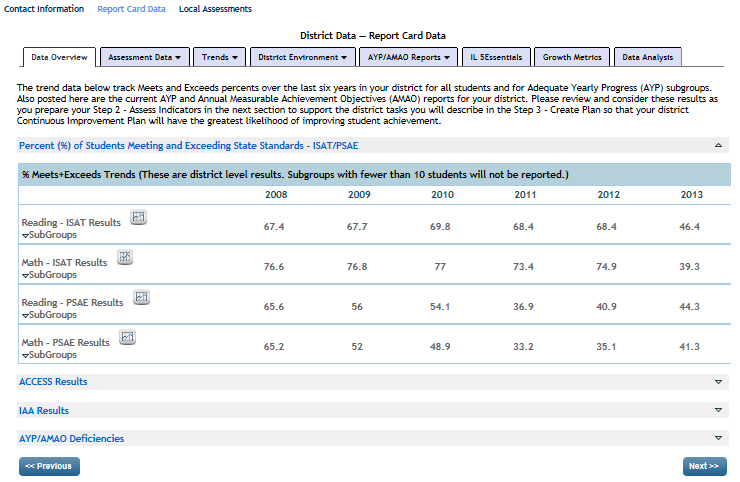 Contact Information Report Card Data Local Assessments
District Data — Report Card Data
Data Overview Assessment Data Trends District Environment AYP/AMAO Reports IL 5Essentials Growth Metrics Data Analysis
The trend data below track Meets and Exceeds percents over the last six years in your district for all students and for Adequate Yearly Progress (AYP) subgroups.
Also posted here are the current AYP and Annual Measurable Achievement Objectives (AMAO) reports for your district. Please review and consider these results as
you prepare your Step 2 - Assess Indicators in the next section to support the district tasks you will describe in the Step 3 - Create Plan so that your district
Continuous Improvement Plan will have the greatest likelihood of improving student achievement.
Percent (%) of Students Meeting and Exceeding State Standards - ISAT/PSAE
% Meets+Exceeds Trends (These are district level results. Subgroups with fewer than 10 students will not be reported.)
2008 2009 2010 2011 2012 2013
Reading - ISAT Results 67.4 67.7 69.8 68.4 68.4 46.4
SubGroups
Math - ISAT Results 76.6 76.8 77 73.4 74.9 39.3
SubGroups
Reading - PSAE Results 65.6 56 54.1 36.9 40.9 44.3
SubGroups
Math - PSAE Results 65.2 52 48.9 33.2 35.1 41.3
SubGroups
ACCESS Results
IAA Results
AYP/AMAO Deficiencies
<< Previous Next >>